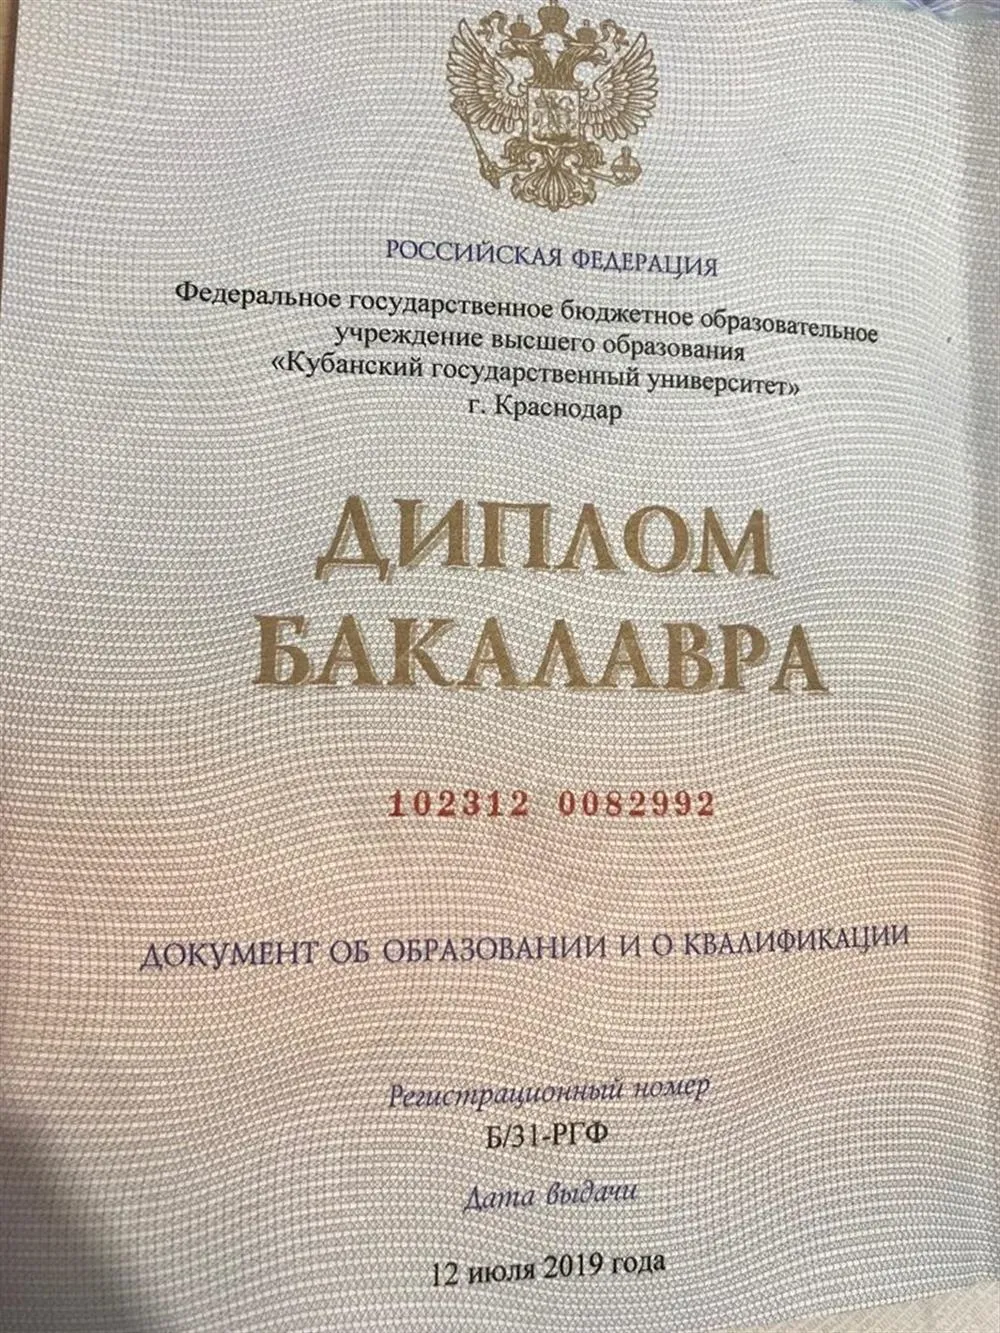 РОССИЙСКАЯ ФЕДЕРАЦИЯ
Федеральное государственное бюджетное образовательное
учреждение высшего образования
«Кубанский государственный университет»
г. Краснодар
ДИПЛОМ
БАКАЛАВРА
102312 0082992
ДОКУМЕНТ ОБ ОБРАЗОВАНИИ И О КВАЛИФИКАЦИИ
Регистрационный номер
Б/31-РГФ
Дата выдачи
12 июля 2019 года